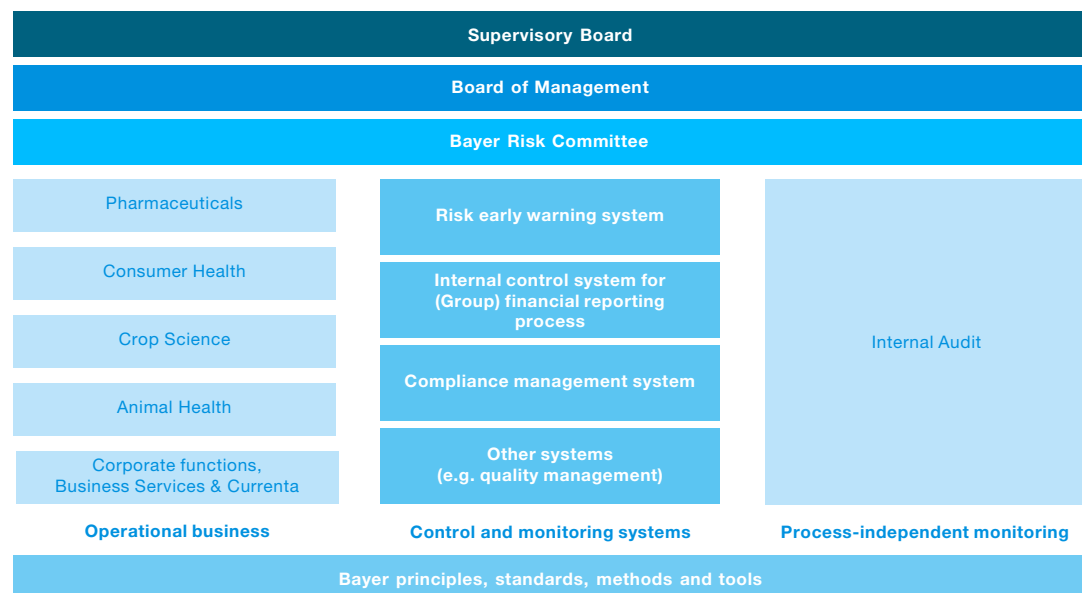 Supervisory Board
Board of Management
Bayer Risk Committee
Pharmaceuticals
Consumer Health
Crop Science
Animal Health
Corporate functions,
Business Services & Currenta
Operational business
Risk early warning system
Internal control system for
(Group) financial reporting
process
Compliance management system
Other systems
(e.g. quality management)
Control and monitoring systems
Internal Audit
Process-independent monitoring
Bayer principles, standards, methods and tools